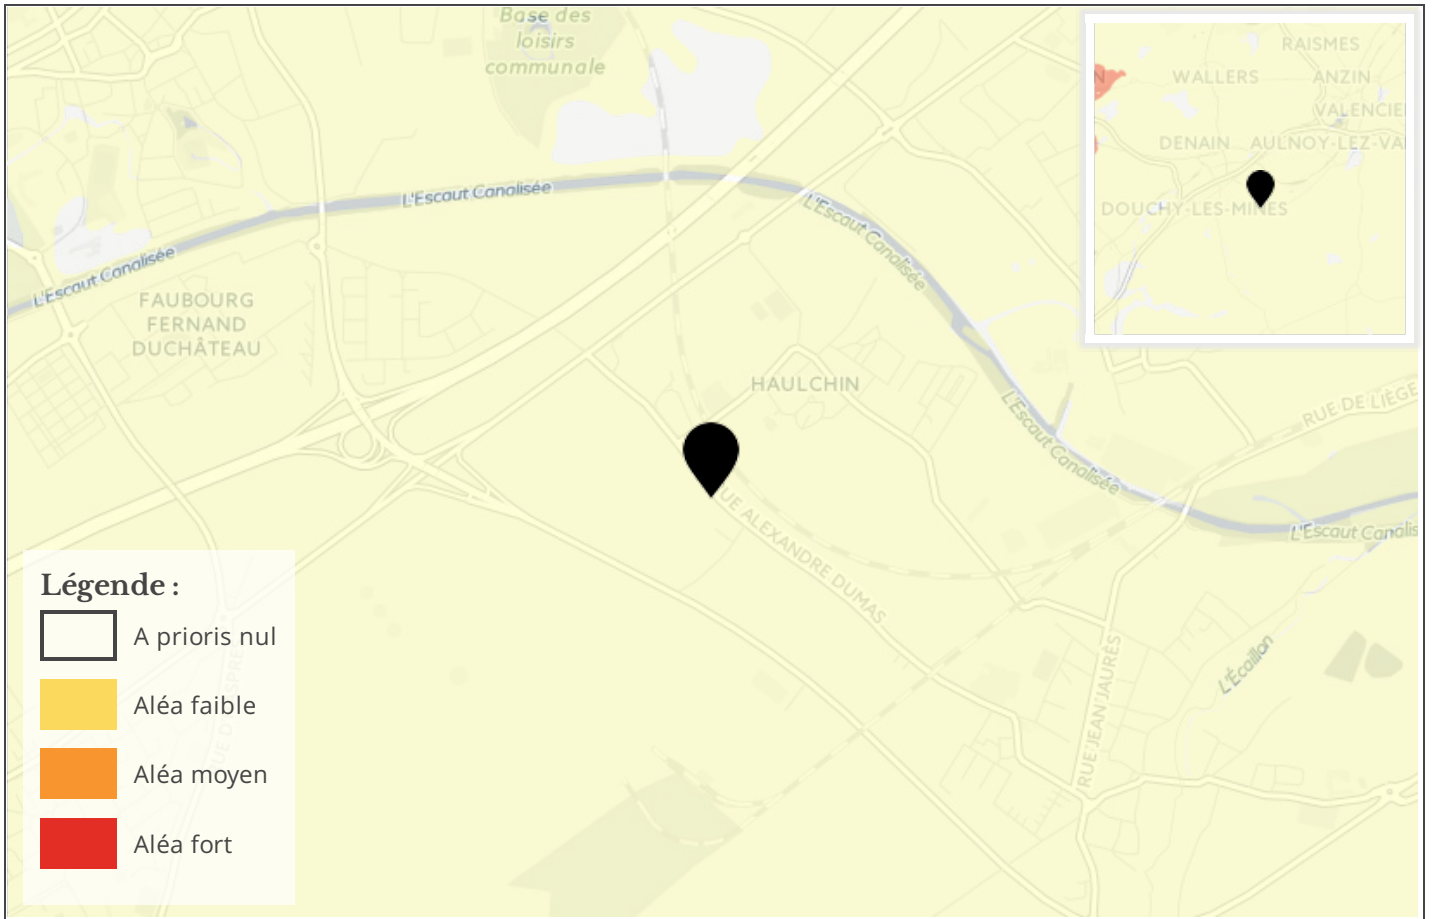 Base des
loisirs
communale
L'Escaut Canalisée
L'Escaut Canalisée
L'Escaut Canalisée
FAUBOURG
FERNAND
DUCHÂTEAU
HAULCHIN
L'Escaut Canalisée
RUE DE LIÈGE
L'Escaut Canalis
UE ALEXANDRE DUMAS
RUE JEAN JAURÈS
L'Écaillon
RAISMES
N
WALLERS
ANZIN
VALENCIE
DENAIN
AULNOY-LEZ-VA
DOUCHY-LES-MINES
Légende :
A prioris nul
Aléa faible
Aléa moyen
Aléa fort